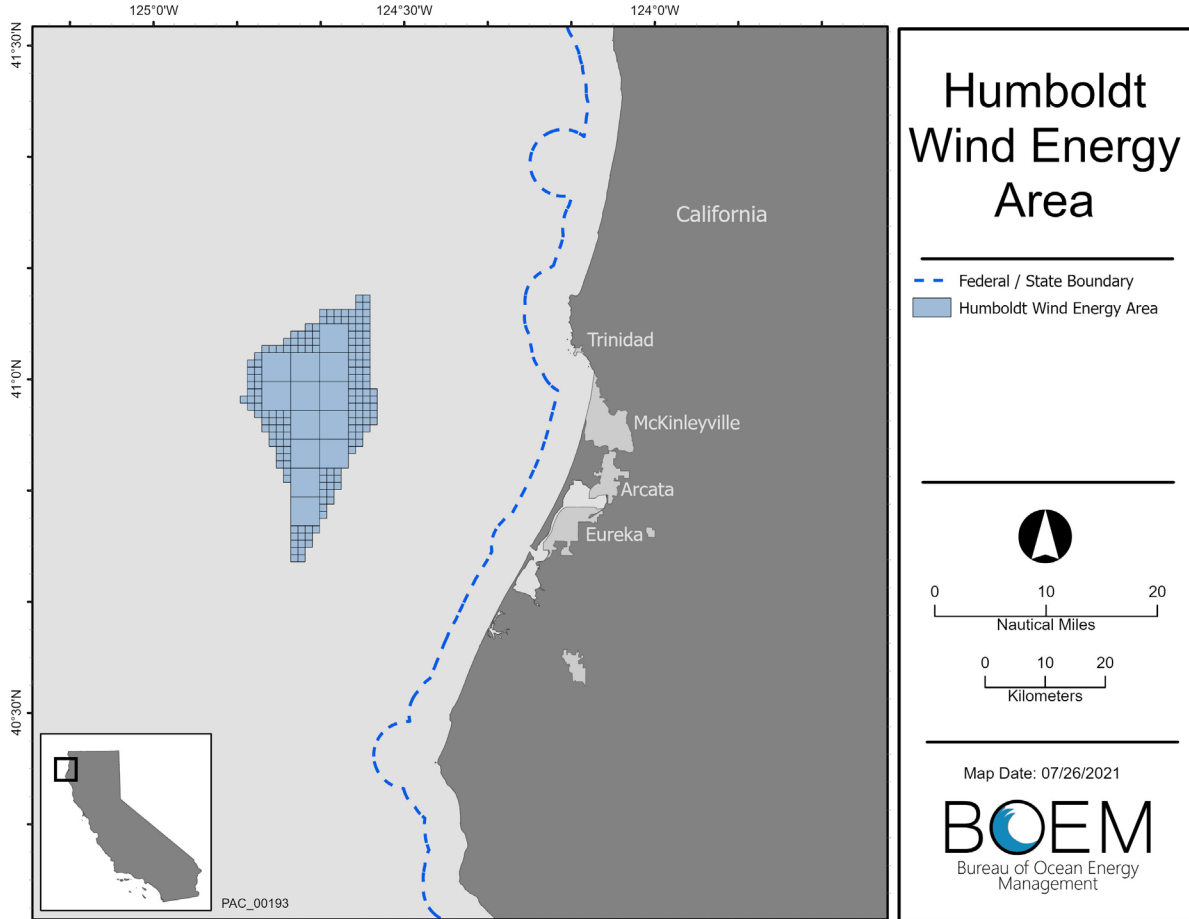 125°0'W
124°30'W
124°0'W
41°30'N
41°0'N
40°30'N
California
Trinidad
McKinleyville
Arcata
Eureka
PAC_00193
Humboldt
Wind Energy
Area
Federal / State Boundary
Humboldt Wind Energy Area
0 10 20
Nautical Miles
0 10 20
Kilometers
Map Date: 07/26/2021
BOEM
Bureau of Ocean Energy
Management